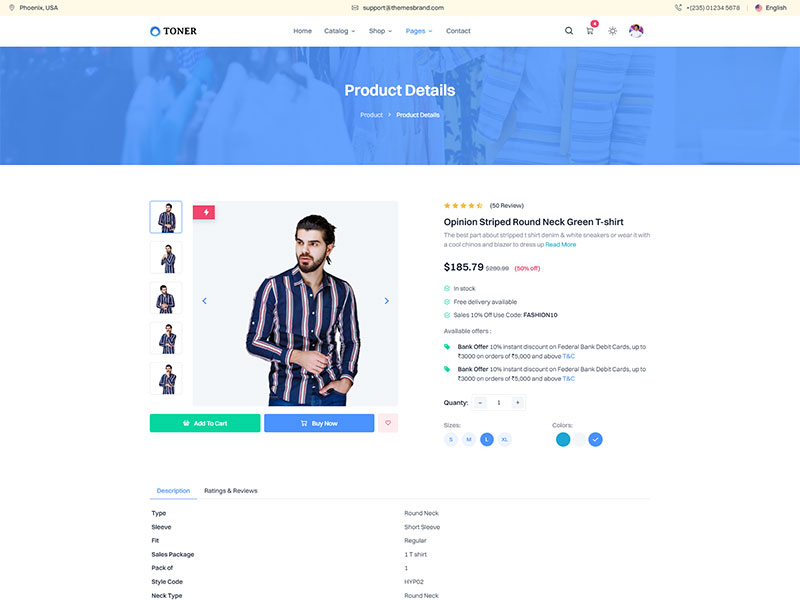 Phoenix, USA
support@themesbrand.com
+(235) 01234 5678
English
TONER
Home
Catalog
Shop
Pages
Contact
4
Product Details
Product
Product Details
(50 Review)
Opinion Striped Round Neck Green T-shirt
The best part about stripped t shirt denim & white sneakers or wear it with
a cool chinos and blazer to dress up Read More
$185.79 $280.99 (50% off)
In stock
Free delivery available
Sales 10% Off Use Code: FASHION10
Available offers :
Bank Offer 10% instant discount on Federal Bank Debit Cards, up to
₹3000 on orders of ₹5,000 and above T&C
Bank Offer 10% instant discount on Federal Bank Debit Cards, up to
₹3000 on orders of ₹5,000 and above T&C
Quanty: – 1 +
Sizes:
Colors:
S
M
L
XL
Add To Cart
Buy Now
Description
Ratings & Reviews
Type
Round Neck
Sleeve
Short Sleeve
Fit
Regular
Sales Package
1 T shirt
Pack of
1
Style Code
HYP02
Neck Type
Round Neck